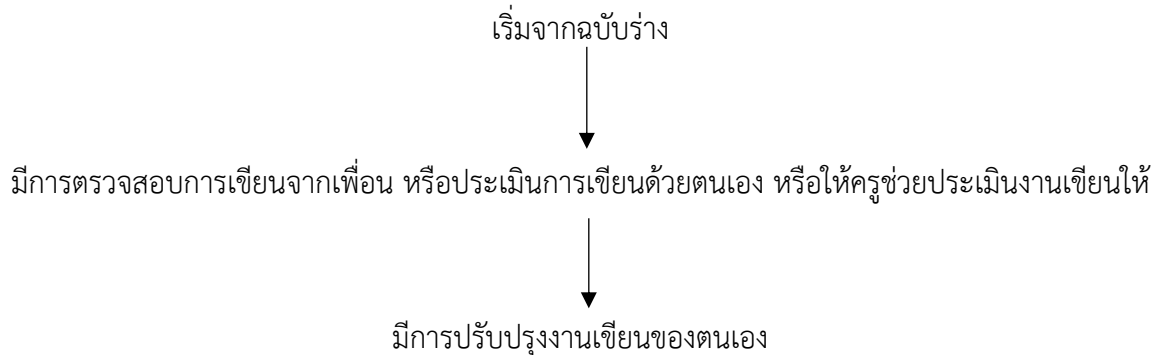 เริ่มจากฉบับร่าง
มีการตรวจสอบการเขียนจากเพื่อน หรือประเมินการเขียนด้วยตนเอง หรือให้ครูช่วยประเมินงานเขียนให้
มีการปรับปรุงงานเขียนของตนเอง